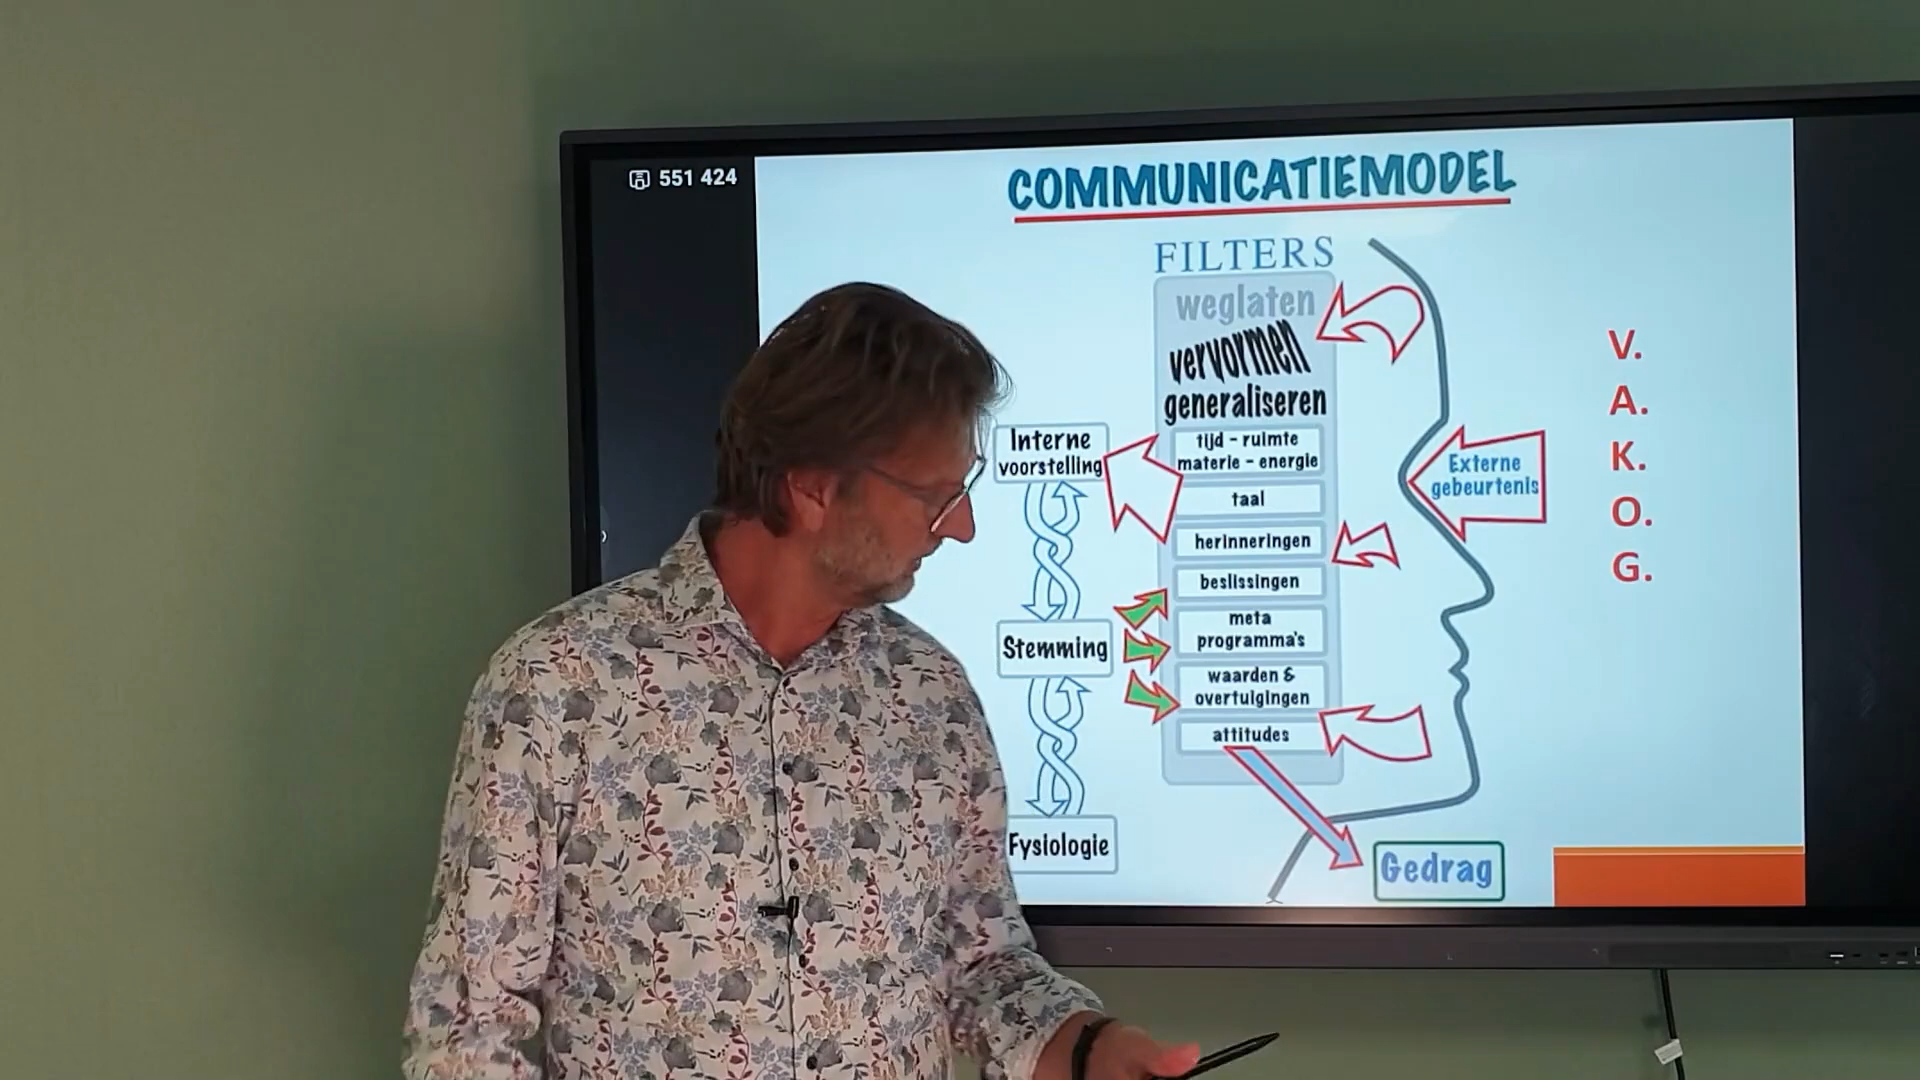 551 424
COMMUNICATIEMODEL
FILTERS
weglaten
vervormen
generaliseren
tijd - ruimte
materie - energie
taal
herinneringen
beslissingen
meta
programma's
waarden &
overtuigingen
attitudes
Interne
voorstelling
Stemming
Fysiologie
Externe
gebeurtenis
Gedrag
V.
A.
K.
O.
G.